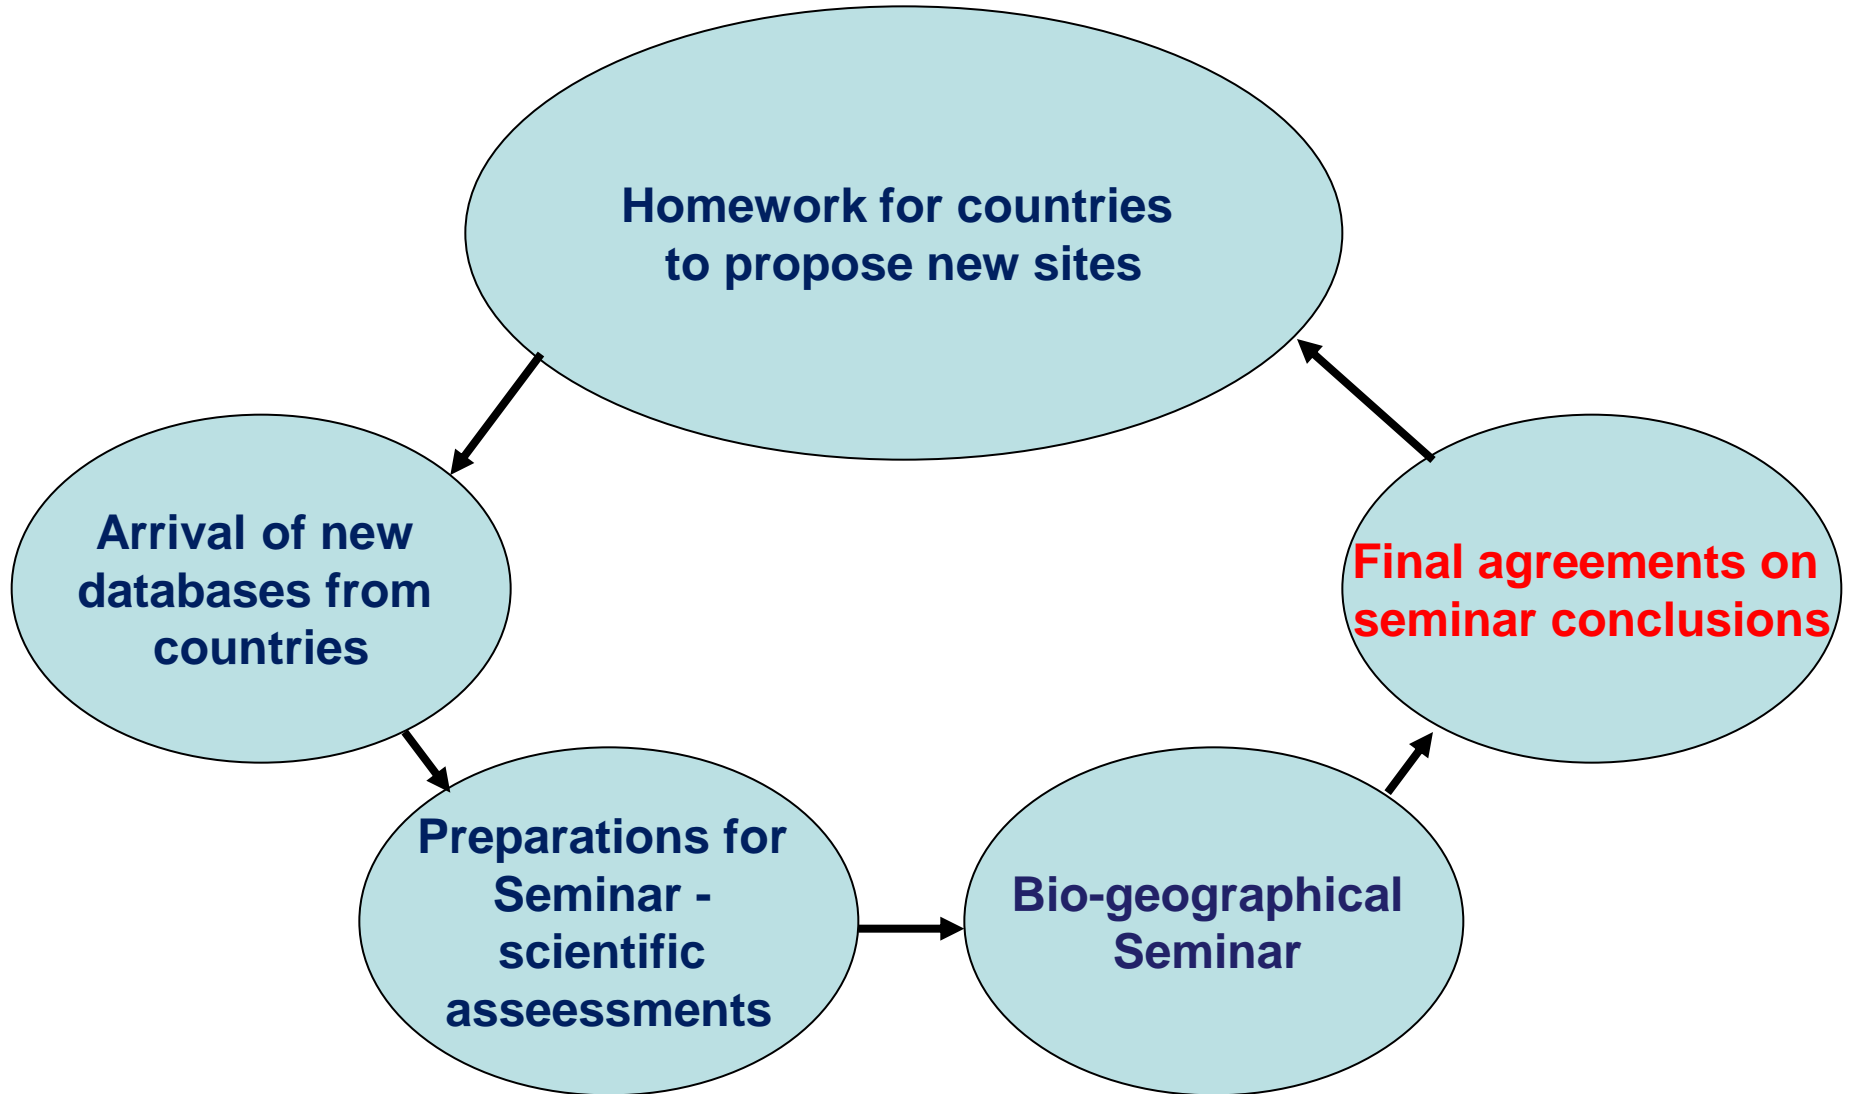 Homework for countries
to propose new sites
Arrival of new
databases from
countries
Final agreements on
seminar conclusions
Preparations for
Seminar -
scientific
asseessments
Bio-geographical
Seminar